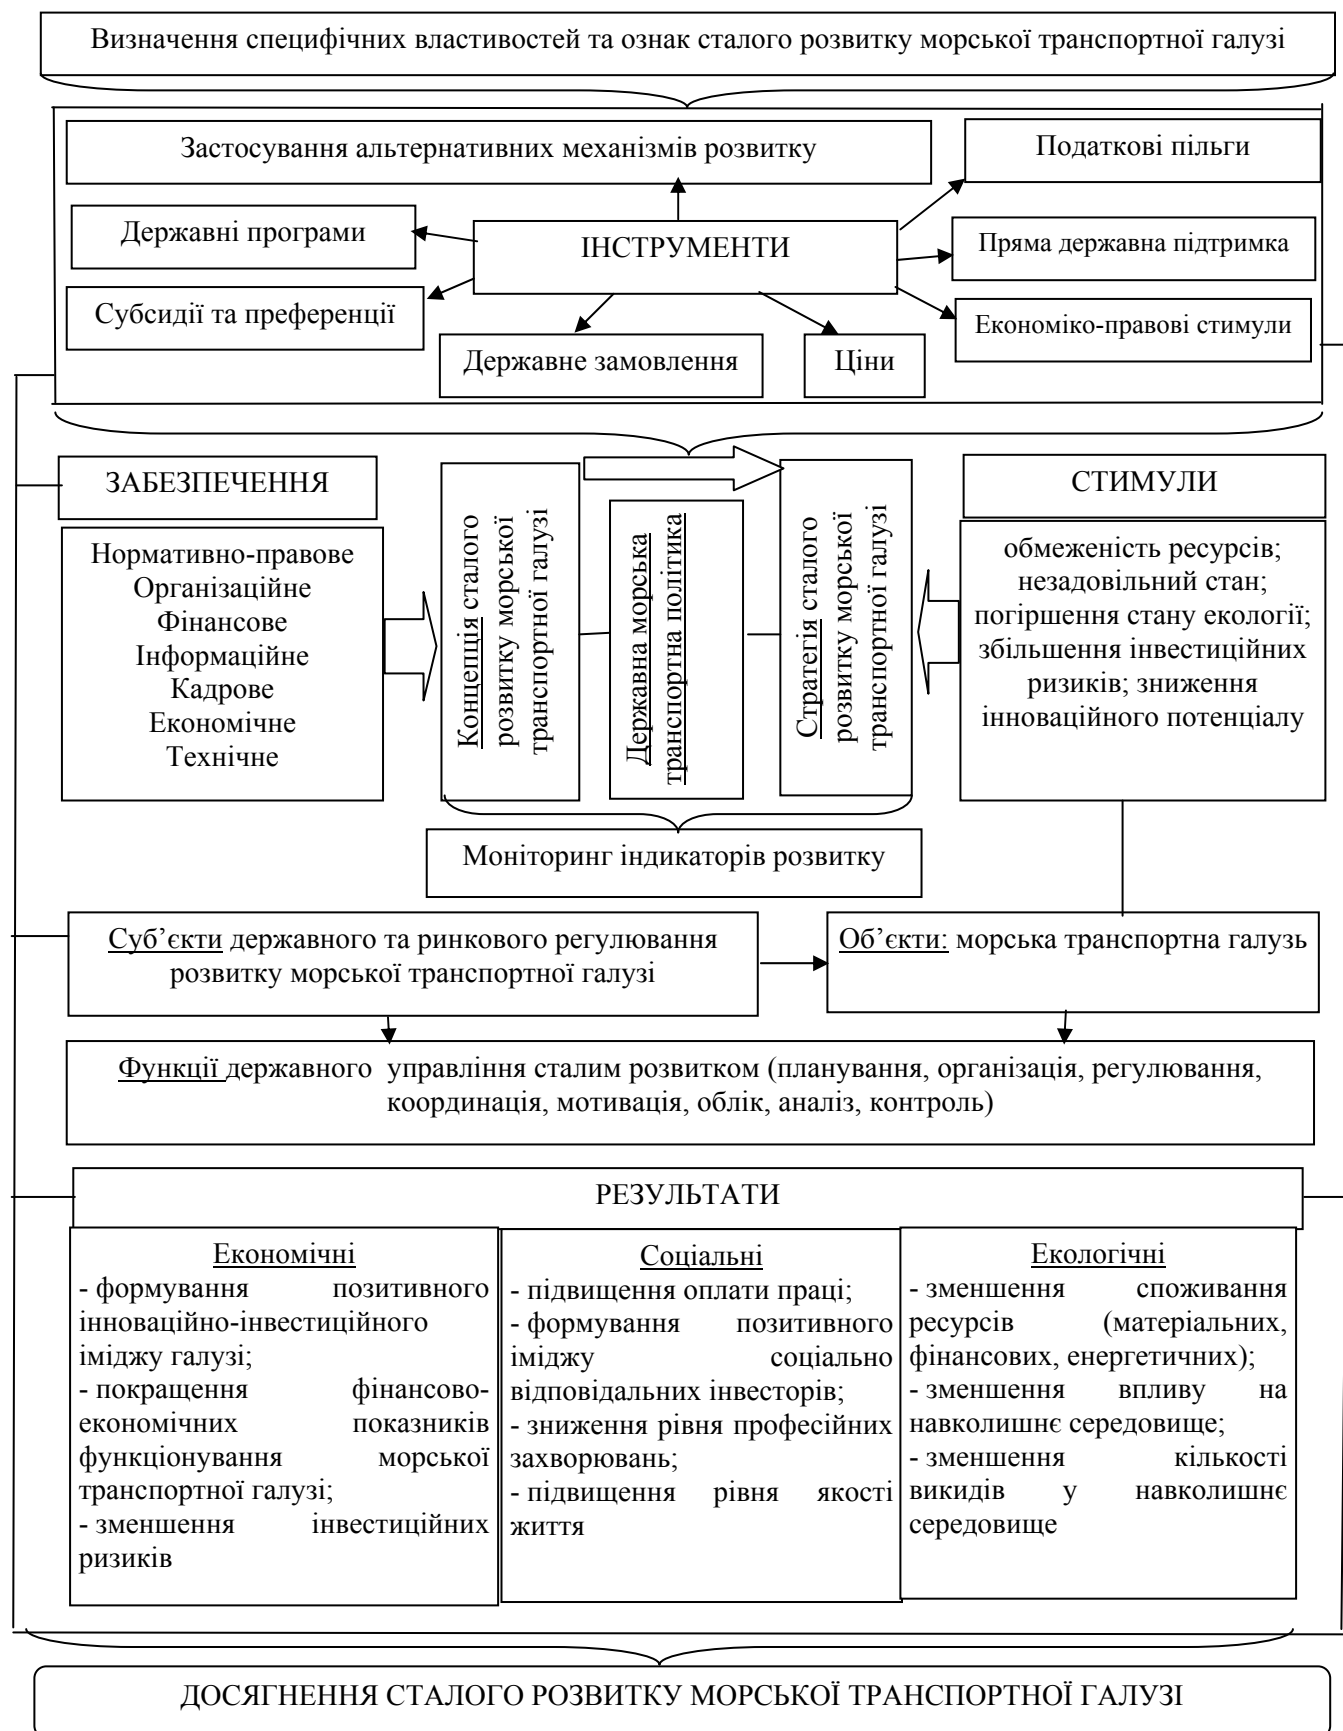 Визначення специфічних властивостей та ознак сталого розвитку морської транспортної галузі
Застосування альтернативних механізмів розвитку
Податкові пільги
Державні програми
ІНСТРУМЕНТИ
Пряма державна підтримка
Субсидії та преференції
Економіко-правові стимули
Державне замовлення
Ціни
ЗАБЕЗПЕЧЕННЯ
Нормативно-правове
Організаційне
Фінансове
Інформаційне
Кадрове
Економічне
Технічне
Концепція сталого
розвитку морської
транспортної галузі
Державна морська
транспортна політика
Стратегія сталого
розвитку морської
транспортної галузі
СТИМУЛИ
обмеженість ресурсів;
незадовільний стан;
погіршення стану екології;
збільшення інвестиційних
ризиків; зниження
інноваційного потенціалу
Моніторинг індикаторів розвитку
Суб’єкти державного та ринкового регулювання
розвитку морської транспортної галузі
Об’єкти: морська транспортна галузь
Функції державного управління сталим розвитком (планування, організація, регулювання,
координація, мотивація, облік, аналіз, контроль)
РЕЗУЛЬТАТИ
Економічні
- формування позитивного
інноваційно-інвестиційного
іміджу галузі;
- покращення фінансово-
економічних показників
функціонування морської
транспортної галузі;
- зменшення інвестиційних
ризиків
Соціальні
- підвищення оплати праці;
- формування позитивного
іміджу соціально
відповідальних інвесторів;
- зниження рівня професійних
захворювань;
- підвищення рівня якості
життя
Екологічні
- зменшення споживання
ресурсів (матеріальних,
фінансових, енергетичних);
- зменшення впливу на
навколишнє середовище;
- зменшення кількості
викидів у навколишнє
середовище
ДОСЯГНЕННЯ СТАЛОГО РОЗВИТКУ МОРСЬКОЇ ТРАНСПОРТНОЇ ГАЛУЗІ